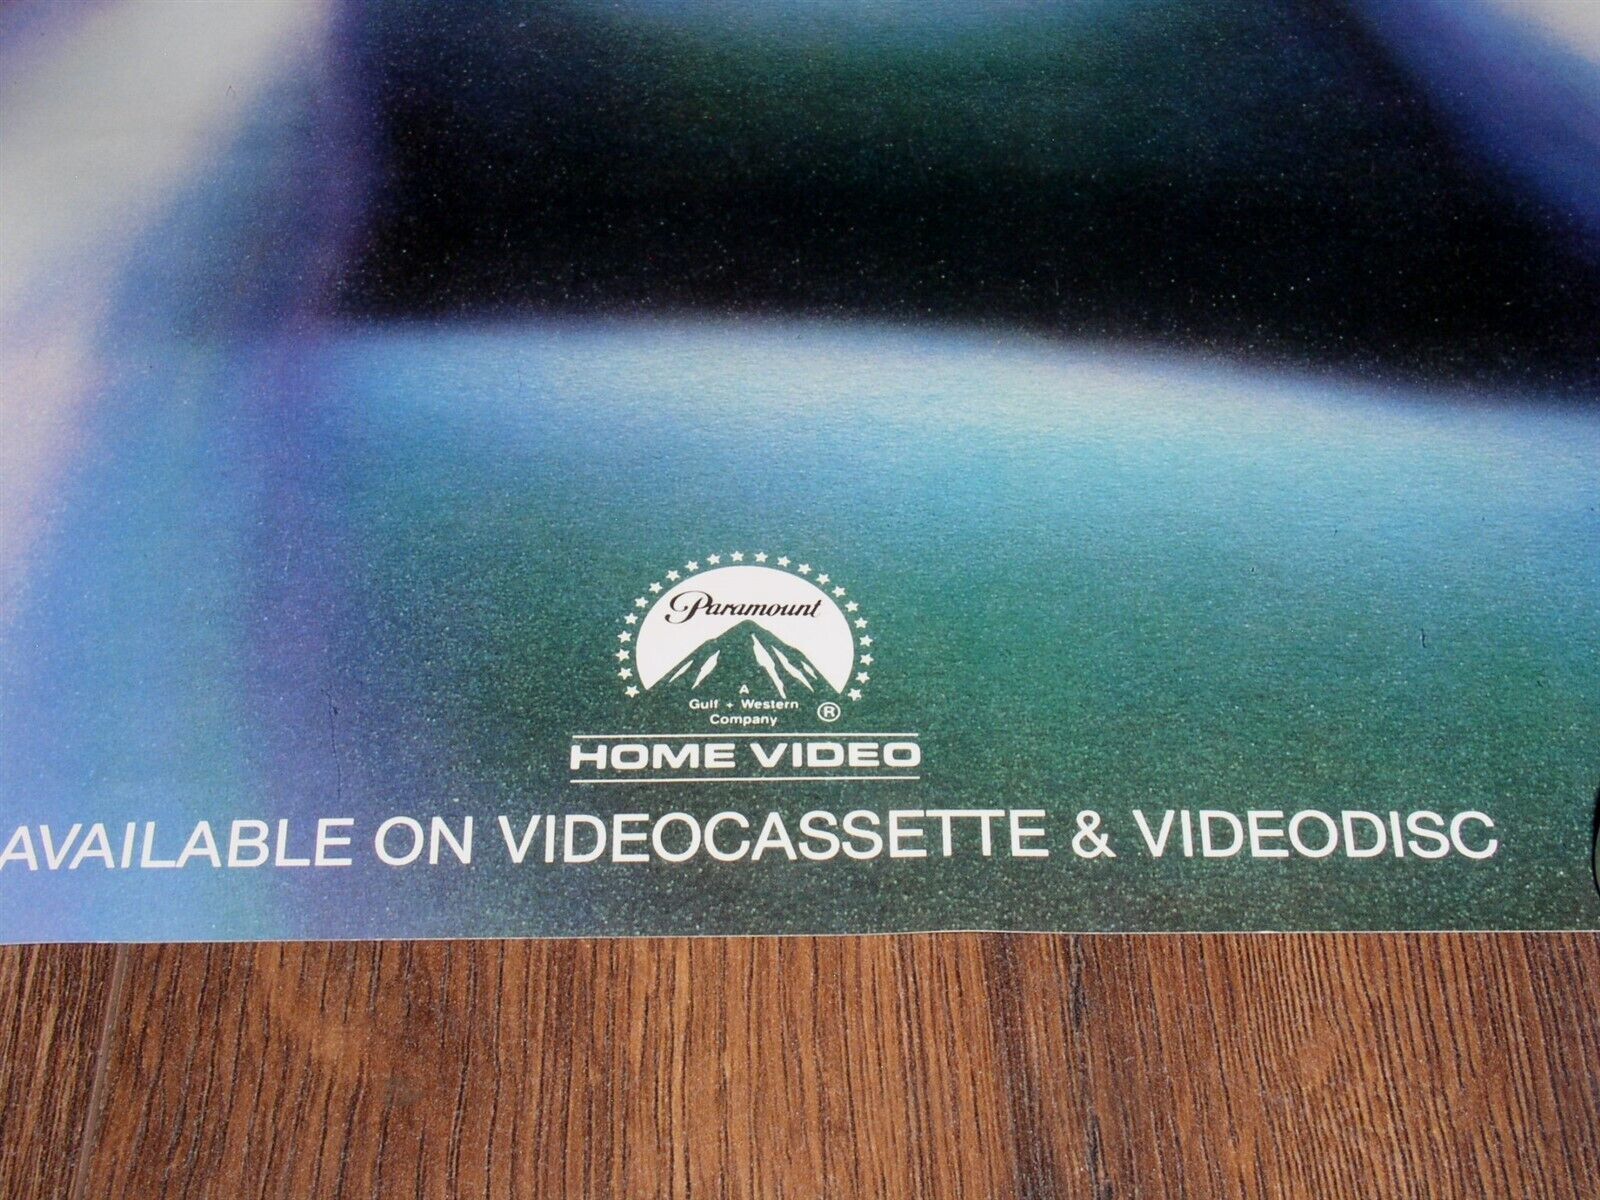 Paramount
A
Gulf + Western
Company ®
HOME VIDEO
AVAILABLE ON VIDEOCASSETTE & VIDEODISC